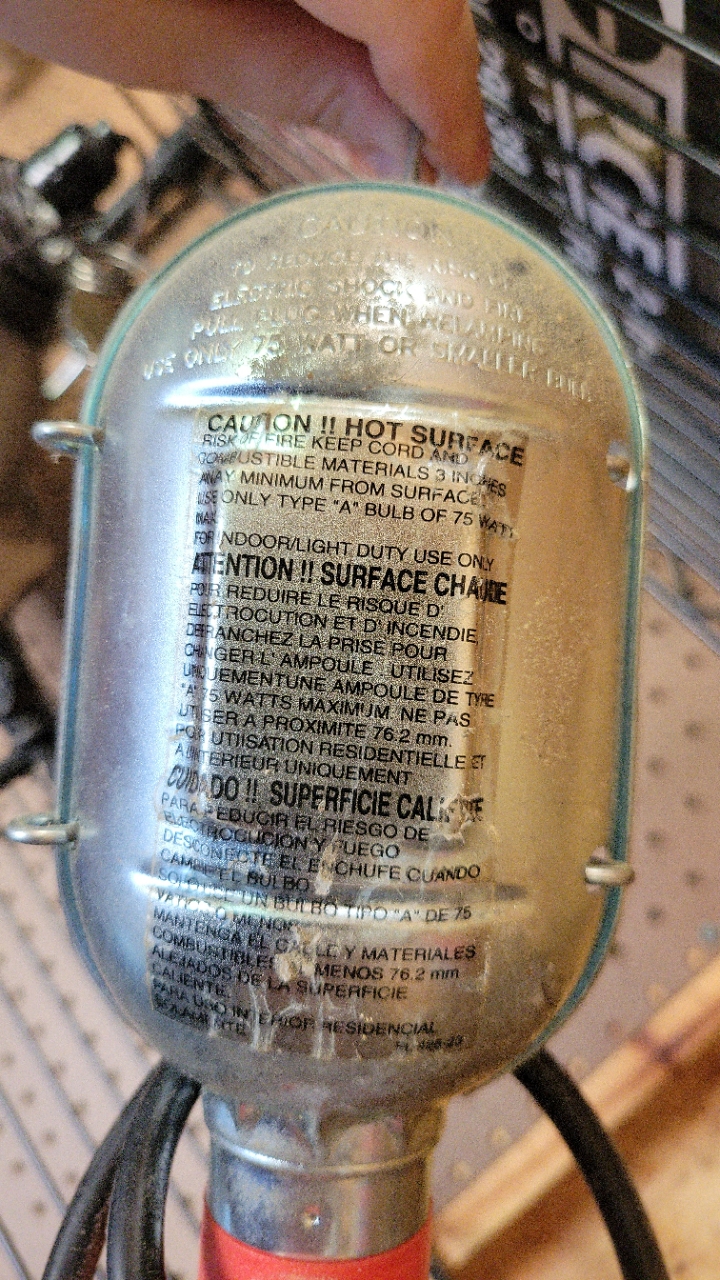 CAUTION
TO REDUCE THE RISK OF
ELECTRIC SHOCK AND FIRE
PULL PLUG WHEN RELAMPING
USE ONLY 75 WATT OR SMALLER BULB
CAUTION !! HOT SURFACE
RISK OF FIRE KEEP CORD AND
COMBUSTIBLE MATERIALS 3 INCHES
AWAY MINIMUM FROM SURFACE.
USE ONLY TYPE "A" BULB OF 75 WATT
MAX
FOR INDOOR/LIGHT DUTY USE ONLY
ATTENTION !! SURFACE CHAUDE
POUR REDUIRE LE RISQUE D'
ELECTROCUTION ET D' INCENDIE,
DEBRANCHEZ LA PRISE POUR
CHANGER L' AMPOULE. UTILISEZ
UNIQUEMENTUNE AMPOULE DE TYPE
"A" 75 WATTS MAXIMUM. NE PAS
UTILISER A PROXIMITE 76.2 mm.
POUR UTIISATION RESIDENTIELLE ET
A INTERIEUR UNIQUEMENT
CUIDADO !! SUPERFICIE CALIENTE
PARA REDUCIR EL RIESGO DE
ELECTROCUCION Y FUEGO
DESCONECTE EL ENCHUFE CUANDO
CAMBIE EL BULBO.
UN BULBO TIPO "A" DE 75
VATIOS O MENOS
MANTENGA EL CABLE Y MATERIALES
COMBUSTIBLES AL MENOS 76.2 mm
ALEJADOS DE LA SUPERFICIE
CALIENTE.
PARA USO INTERIOR RESIDENCIAL
SOLAMENTE